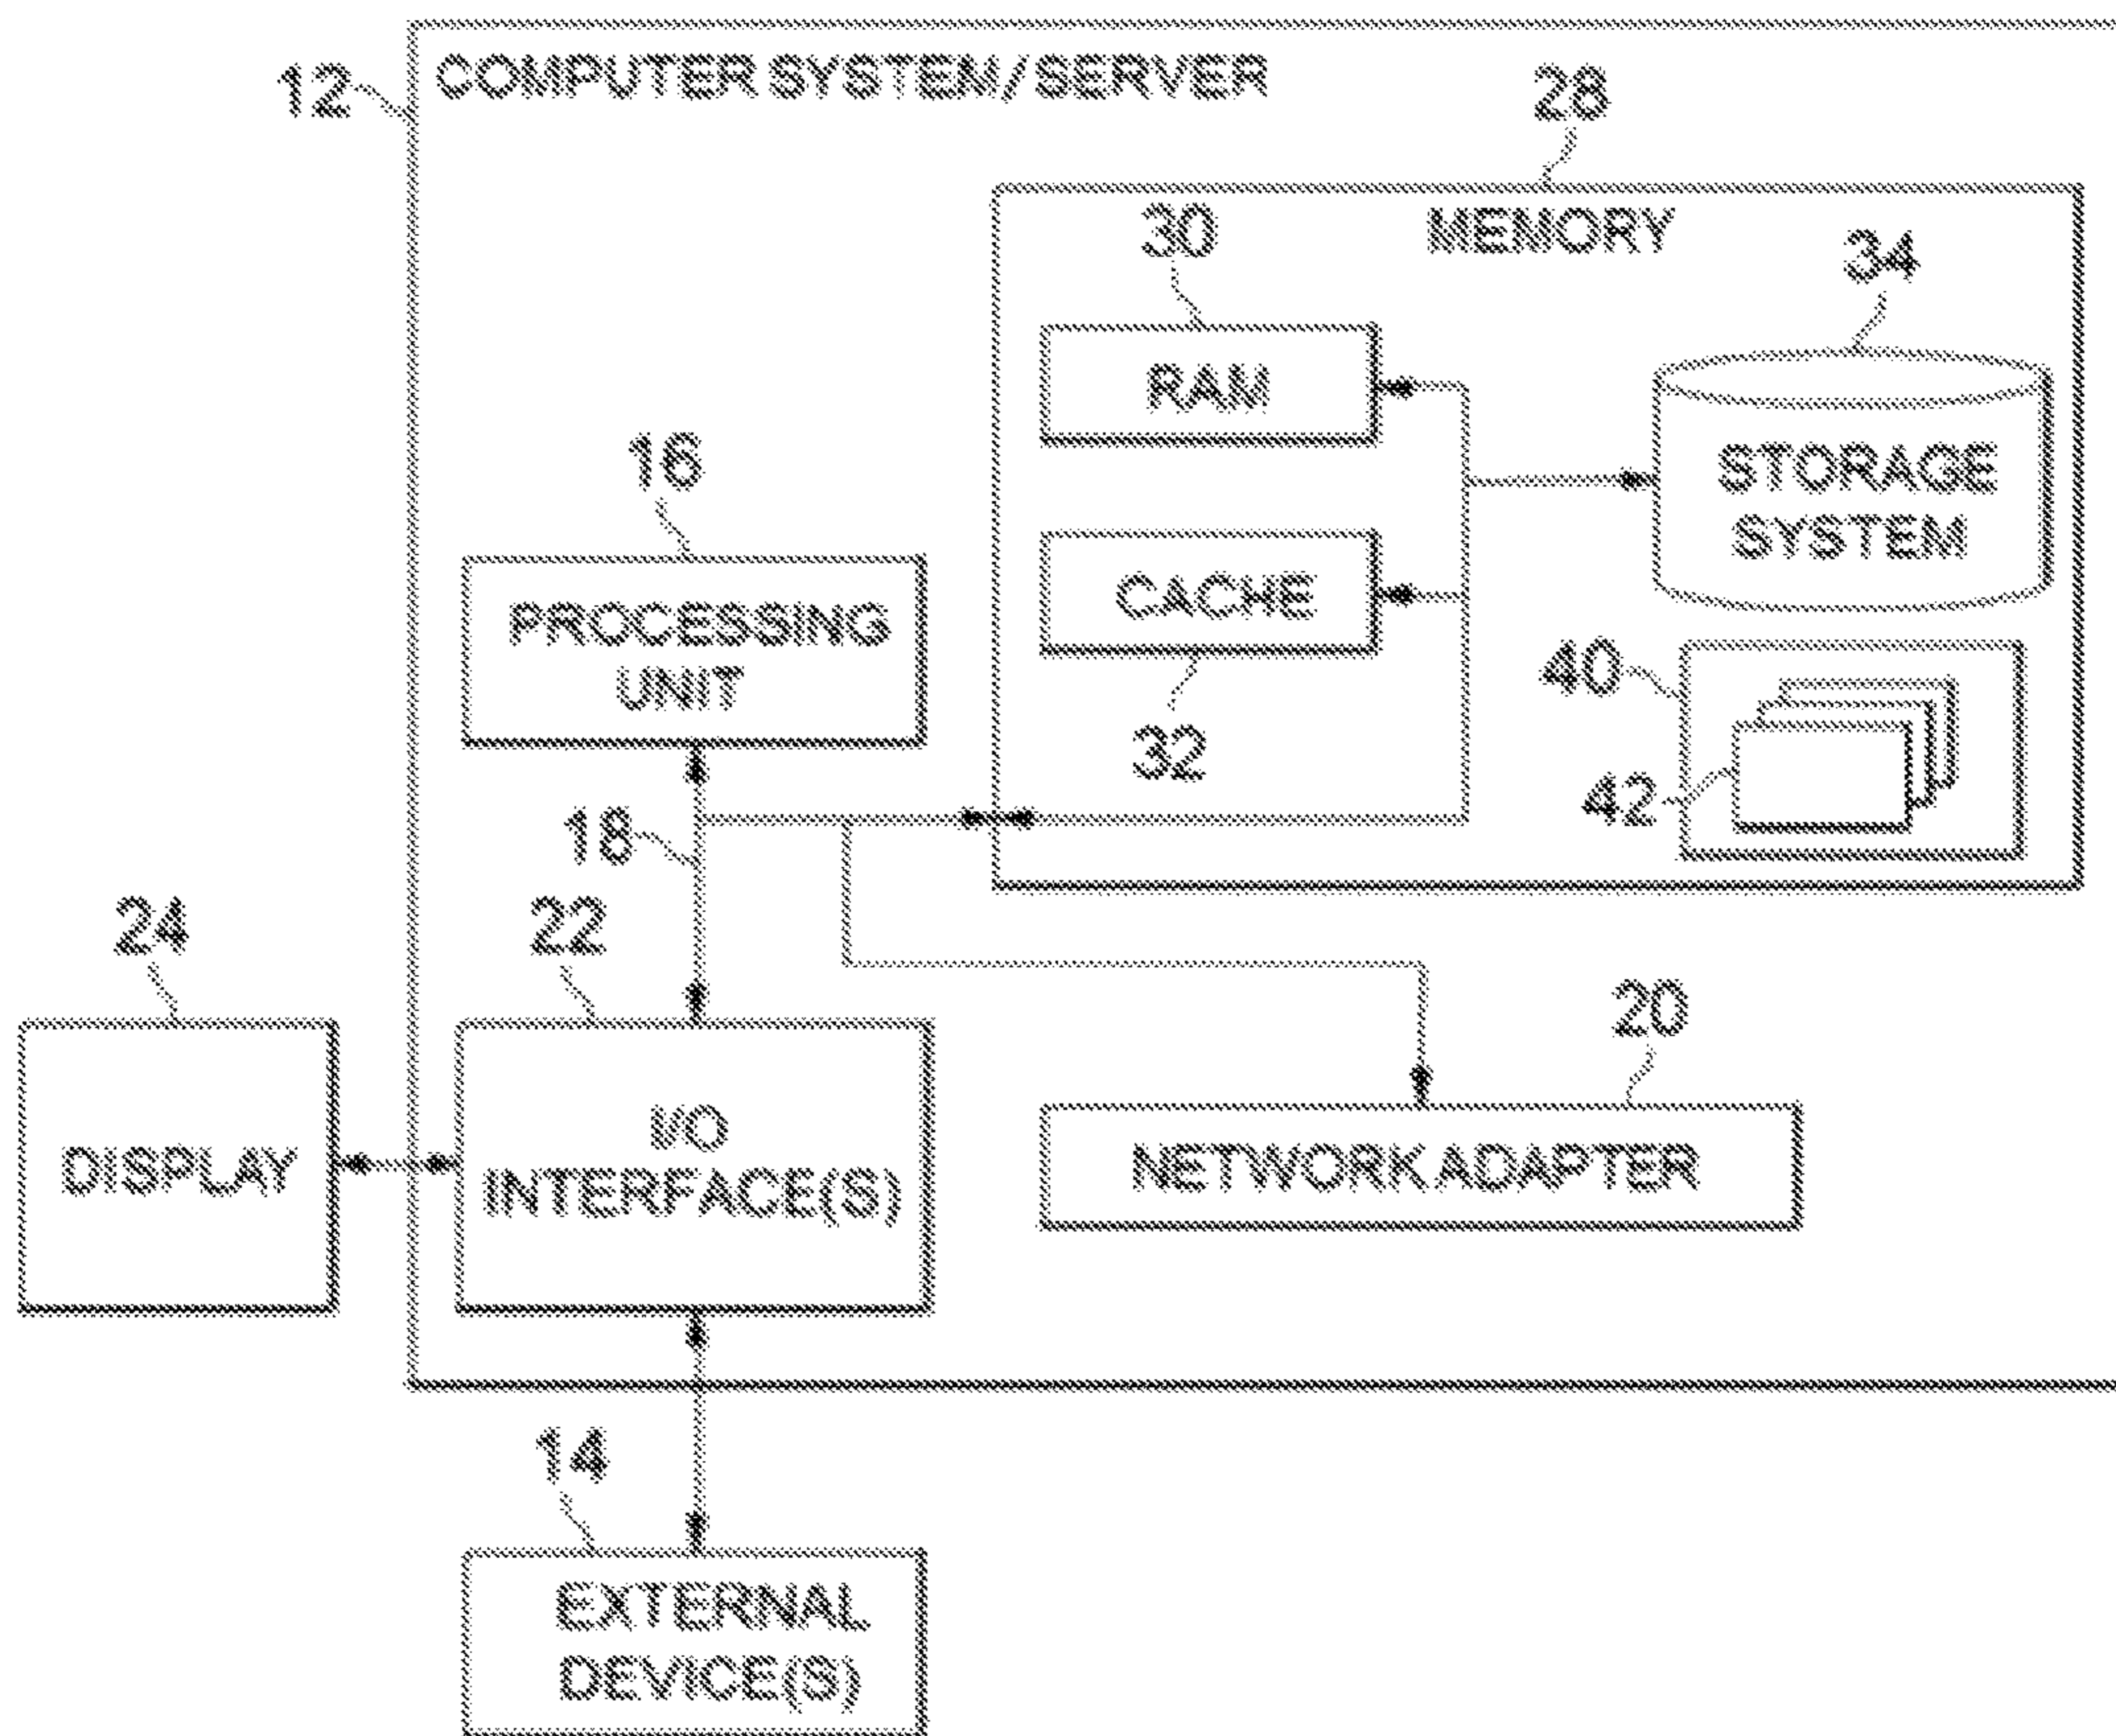 12
COMPUTER SYSTEM/SERVER
28
MEMORY
30
34
RAM
STORAGE
SYSTEM
16
PROCESSING
UNIT
CACHE
32
40
42
18
24
22
20
DISPLAY
I/O
INTERFACE(S)
NETWORK ADAPTER
14
EXTERNAL
DEVICE(S)